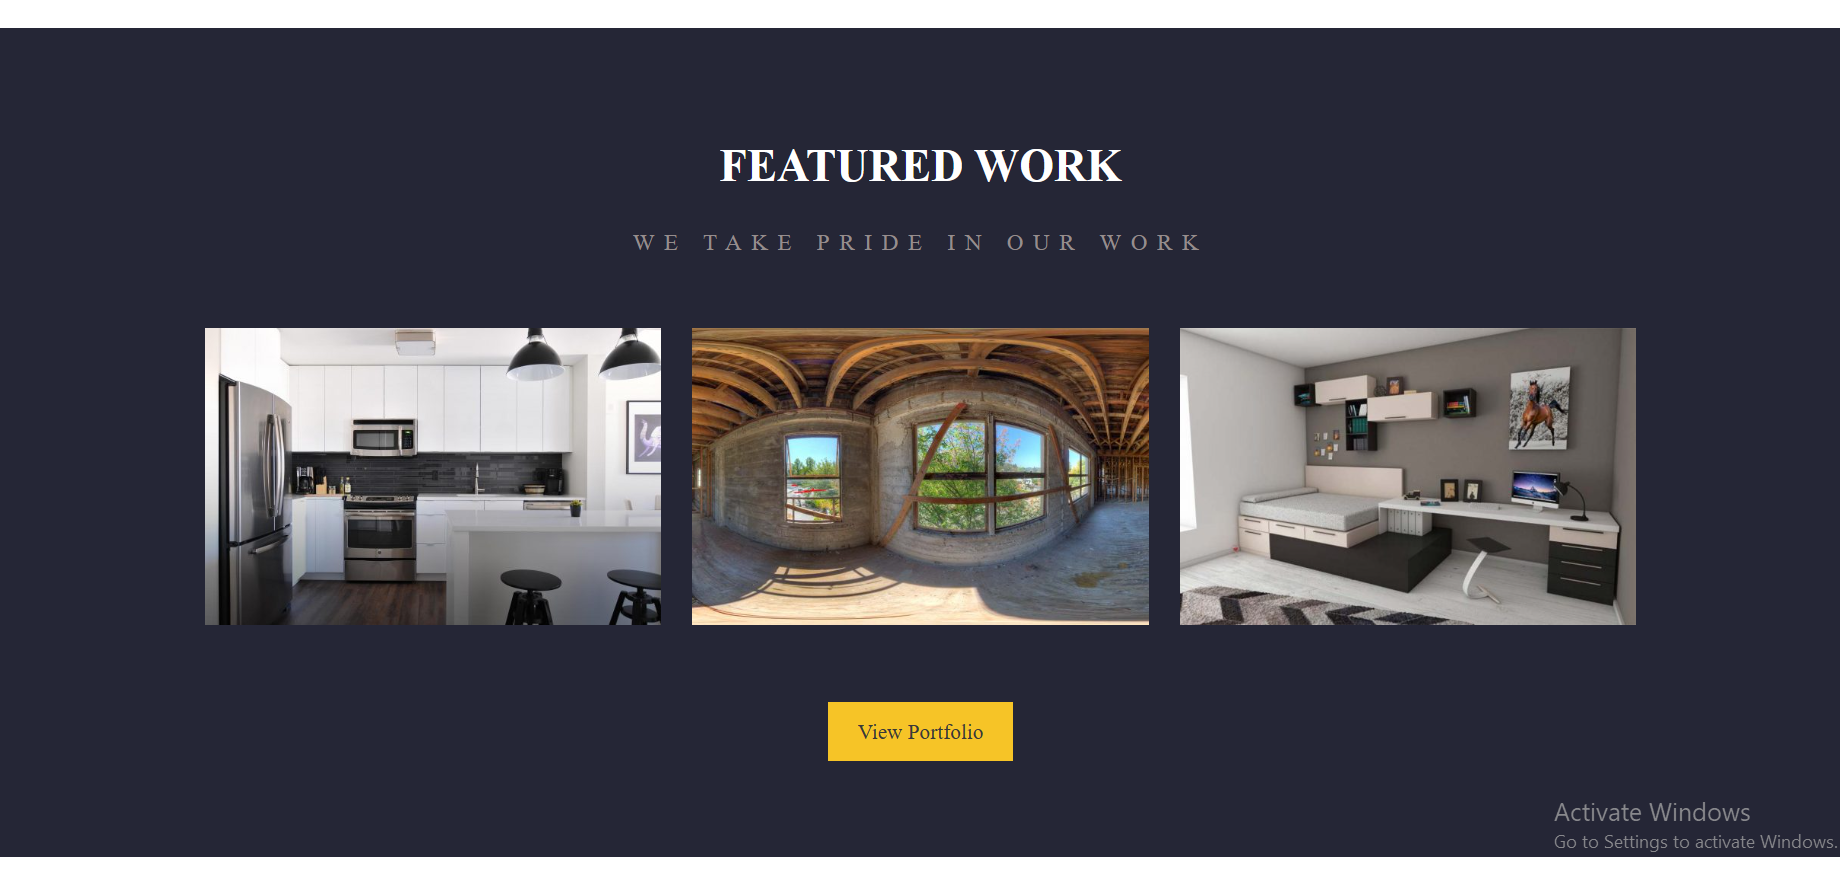 FEATURED WORK
WE TAKE PRIDE IN OUR WORK
View Portfolio
Activate Windows
Go to Settings to activate Windows.